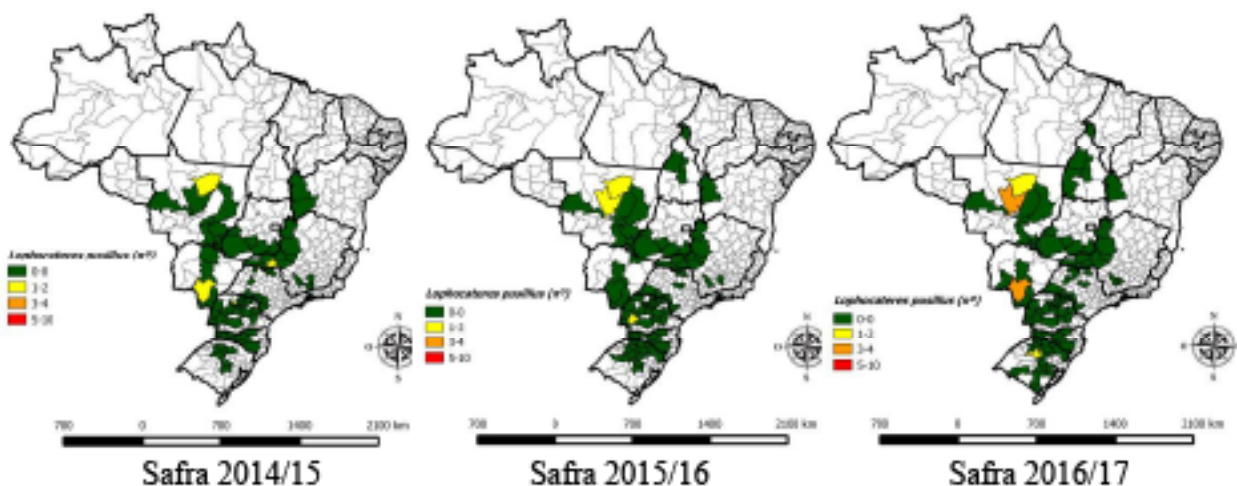 Lophocateres pusillus (nº)
0-0
1-2
3-4
5-10
N
S
700 0 700 1400 2100 km
Safra 2014/15
Lophocateres pusillus (nº)
0-0
1-2
3-4
5-10
N
S
700 0 700 1400 2100 km
Safra 2015/16
Lophocateres pusillus (nº)
0-0
1-2
3-4
5-10
N
S
700 0 700 1400 2100 km
Safra 2016/17